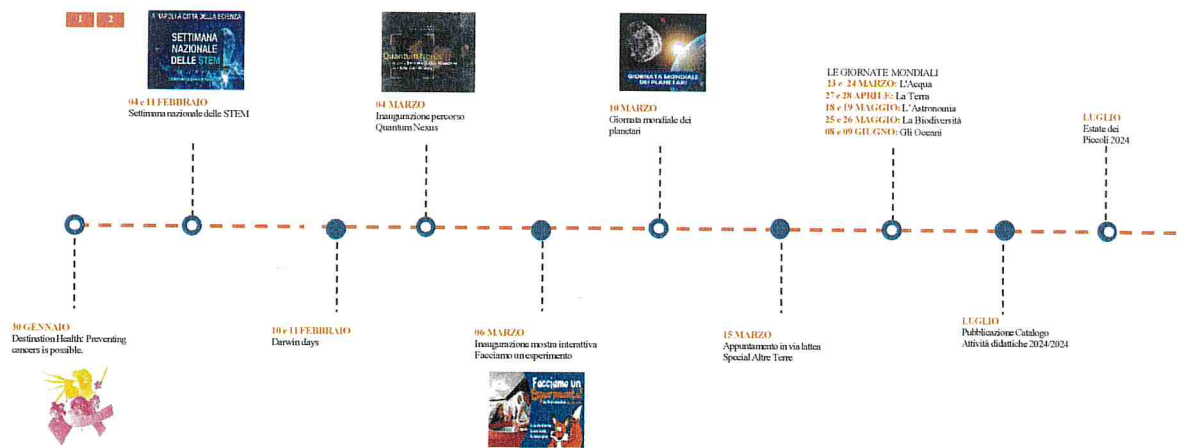 1 2
A NAPOLI A CITTÀ DELLA SCIENZA
SETTIMANA
NAZIONALE
DELLE STEM
04 e 11 FEBBRAIO
Settimana nazionale delle STEM
Quantum Nexus
04 MARZO
Inaugurazione percorso
Quantum Nexus
GIORNATA MONDIALE
DEI PLANETARI
10 MARZO
Giornata mondiale dei
planetari
LE GIORNATE MONDIALI
23 e 24 MARZO: L'Acqua
27 e 28 APRILE: La Terra
18 e 19 MAGGIO: L'Astronomia
25 e 26 MAGGIO: La Biodiversità
08 e 09 GIUGNO: Gli Oceani
LUGLIO
Estate dei
Piccoli 2024
30 GENNAIO
Destination Health: Preventing
cancers is possible.
10 e 11 FEBBRAIO
Darwin days
06 MARZO
Inaugurazione mostra interattiva
Facciamo un esperimento
Facciamo un
Esperimento!
15 MARZO
Appuntamento in via lattea
Special Altre Terre
LUGLIO
Pubblicazione Catalogo
Attività didattiche 2024/2024